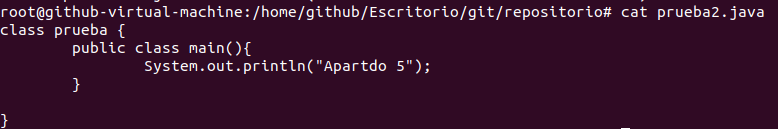 root@github-virtual-machine:/home/github/Escritorio/git/repositorio# cat prueba2.java
class prueba {
        public class main(){
                System.out.println("Apartdo 5");
        }

}